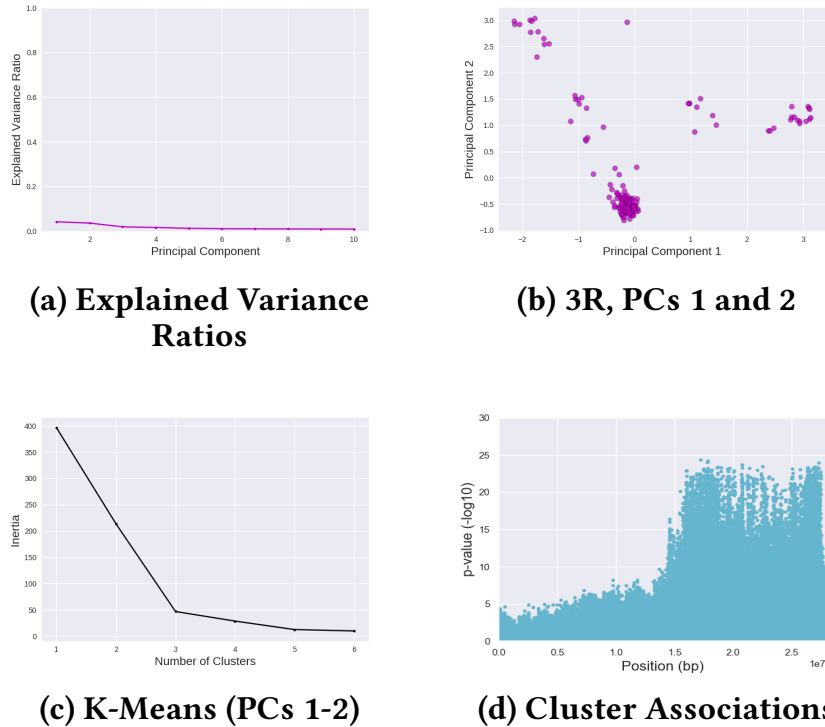 1.0
0.8
0.6
0.4
0.2
0.0
Explained Variance Ratio
2 4 6 8 10
Principal Component
3.0
2.5
2.0
1.5
1.0
0.5
0.0
−0.5
−1.0
Principal Component 2
−2 −1 0 1 2 3
Principal Component 1
(a) Explained Variance
Ratios
(b) 3R, PCs 1 and 2
400
350
300
250
200
150
100
50
0
Inertia
1 2 3 4 5 6
Number of Clusters
30
25
20
15
10
5
0
p-value (-log10)
0.0 0.5 1.0 1.5 2.0 2.5
1e7
Position (bp)
(c) K-Means (PCs 1-2)
(d) Cluster Associations